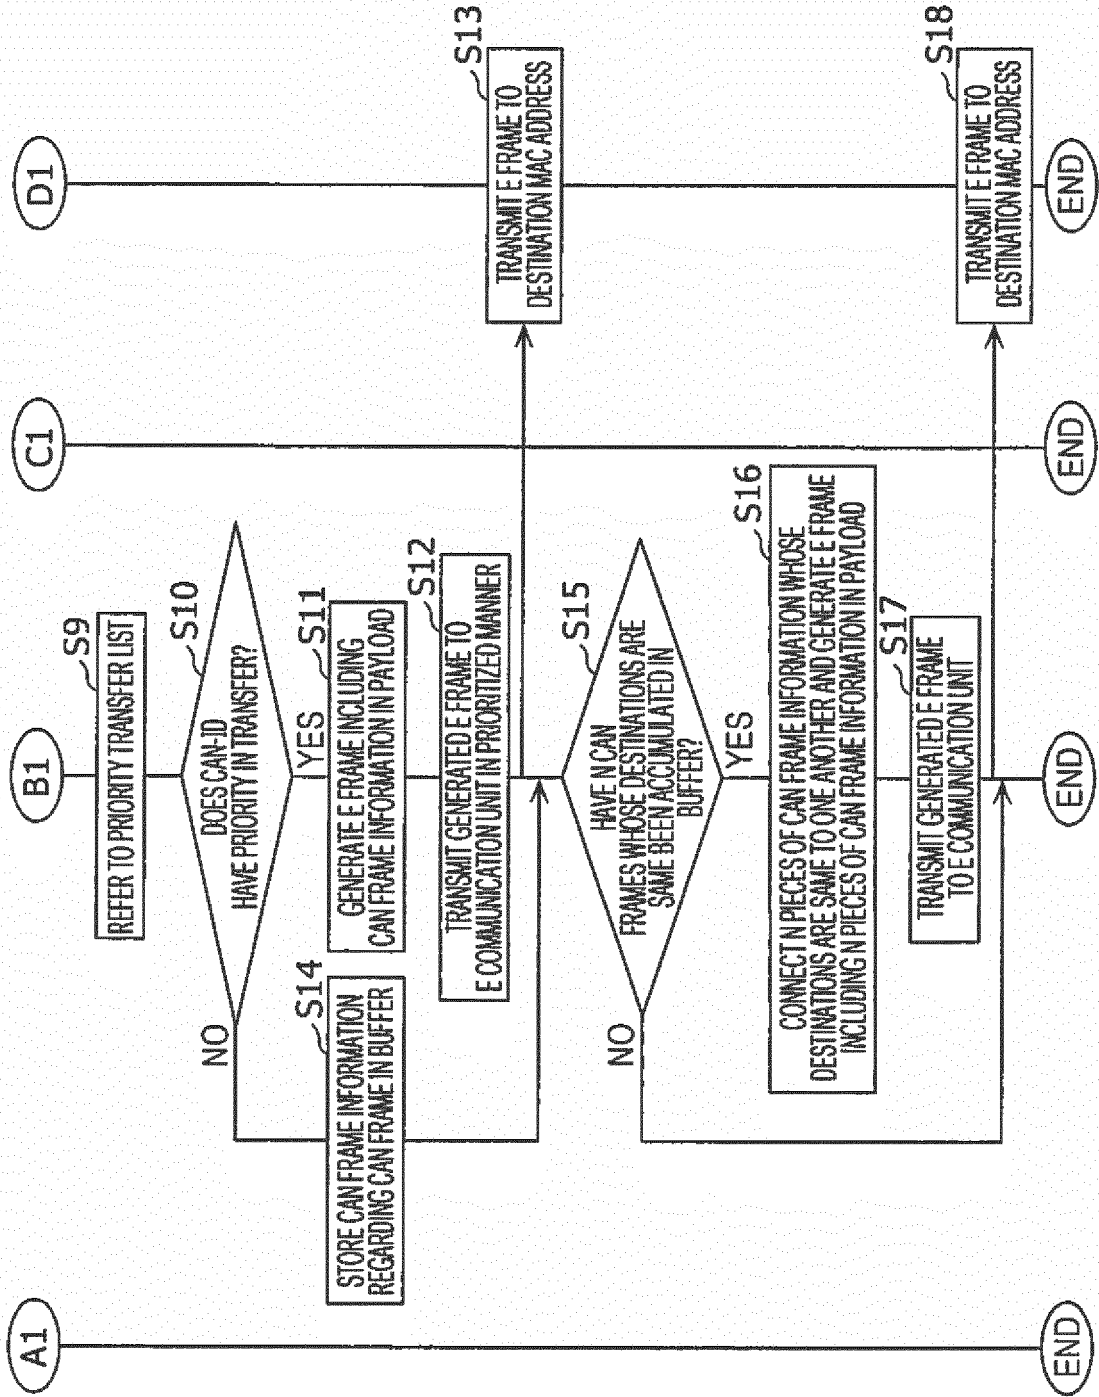 A1
B1
C1
D1
S9
REFER TO PRIORITY TRANSFER LIST
S10
DOES CAN-ID
HAVE PRIORITY IN TRANSFER?
NO
YES
S14
STORE CAN FRAME INFORMATION
REGARDING CAN FRAME IN BUFFER
S11
GENERATE E FRAME INCLUDING
CAN FRAME INFORMATION IN PAYLOAD
S12
TRANSMIT GENERATED E FRAME TO
E COMMUNICATION UNIT IN PRIORITIZED MANNER
S13
TRANSMIT E FRAME TO
DESTINATION MAC ADDRESS
S15
HAVE N CAN
FRAMES WHOSE DESTINATIONS ARE
SAME BEEN ACCUMULATED IN
BUFFER?
NO
YES
S16
CONNECT N PIECES OF CAN FRAME INFORMATION WHOSE
DESTINATIONS ARE SAME TO ONE ANOTHER AND GENERATE E FRAME
INCLUDING N PIECES OF CAN FRAME INFORMATION IN PAYLOAD
S17
TRANSMIT GENERATED E FRAME
TO E COMMUNICATION UNIT
S18
TRANSMIT E FRAME TO
DESTINATION MAC ADDRESS
END
END
END
END